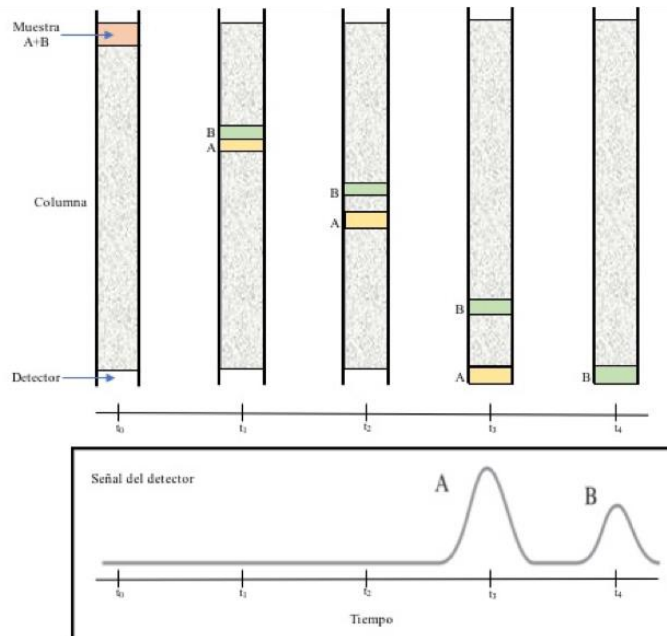 Muestra
A+B
B
A
B
Columna
A
B
Detector
A
B
t₀
t₁
t₂
t₃
t₄
Señal del detector
A
B
t₀
t₁
t₂
t₃
t₄
Tiempo